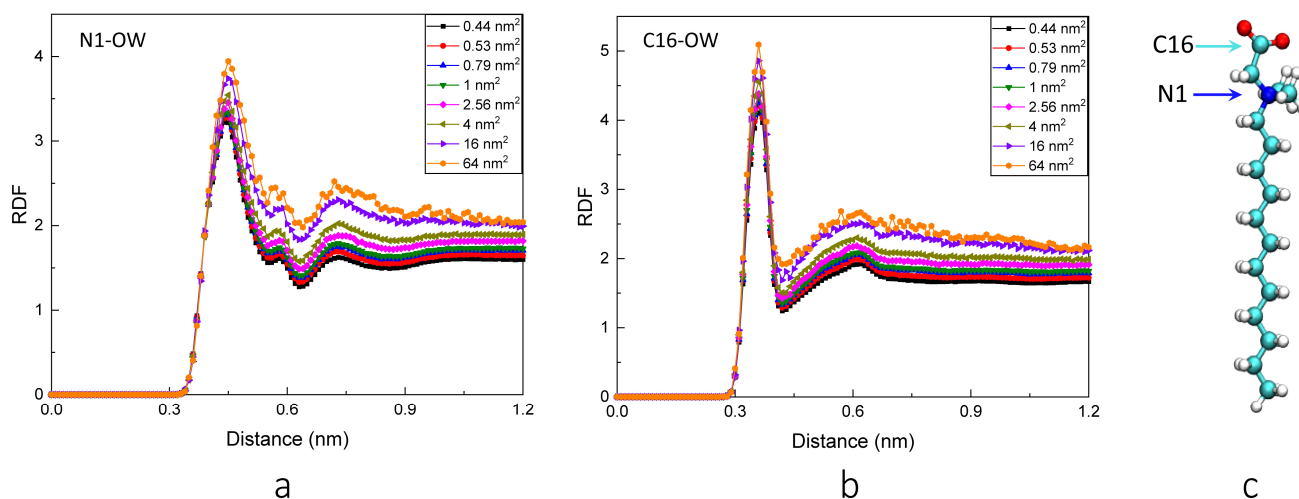 N1-OW
RDF
4
3
2
1
0
0.0 0.3 0.6 0.9 1.2
Distance (nm)
0.44 nm²
0.53 nm²
0.79 nm²
1 nm²
2.56 nm²
4 nm²
16 nm²
64 nm²
a
C16-OW
RDF
5
4
3
2
1
0
0.0 0.3 0.6 0.9 1.2
Distance (nm)
0.44 nm²
0.53 nm²
0.79 nm²
1 nm²
2.56 nm²
4 nm²
16 nm²
64 nm²
b
C16
N1
c